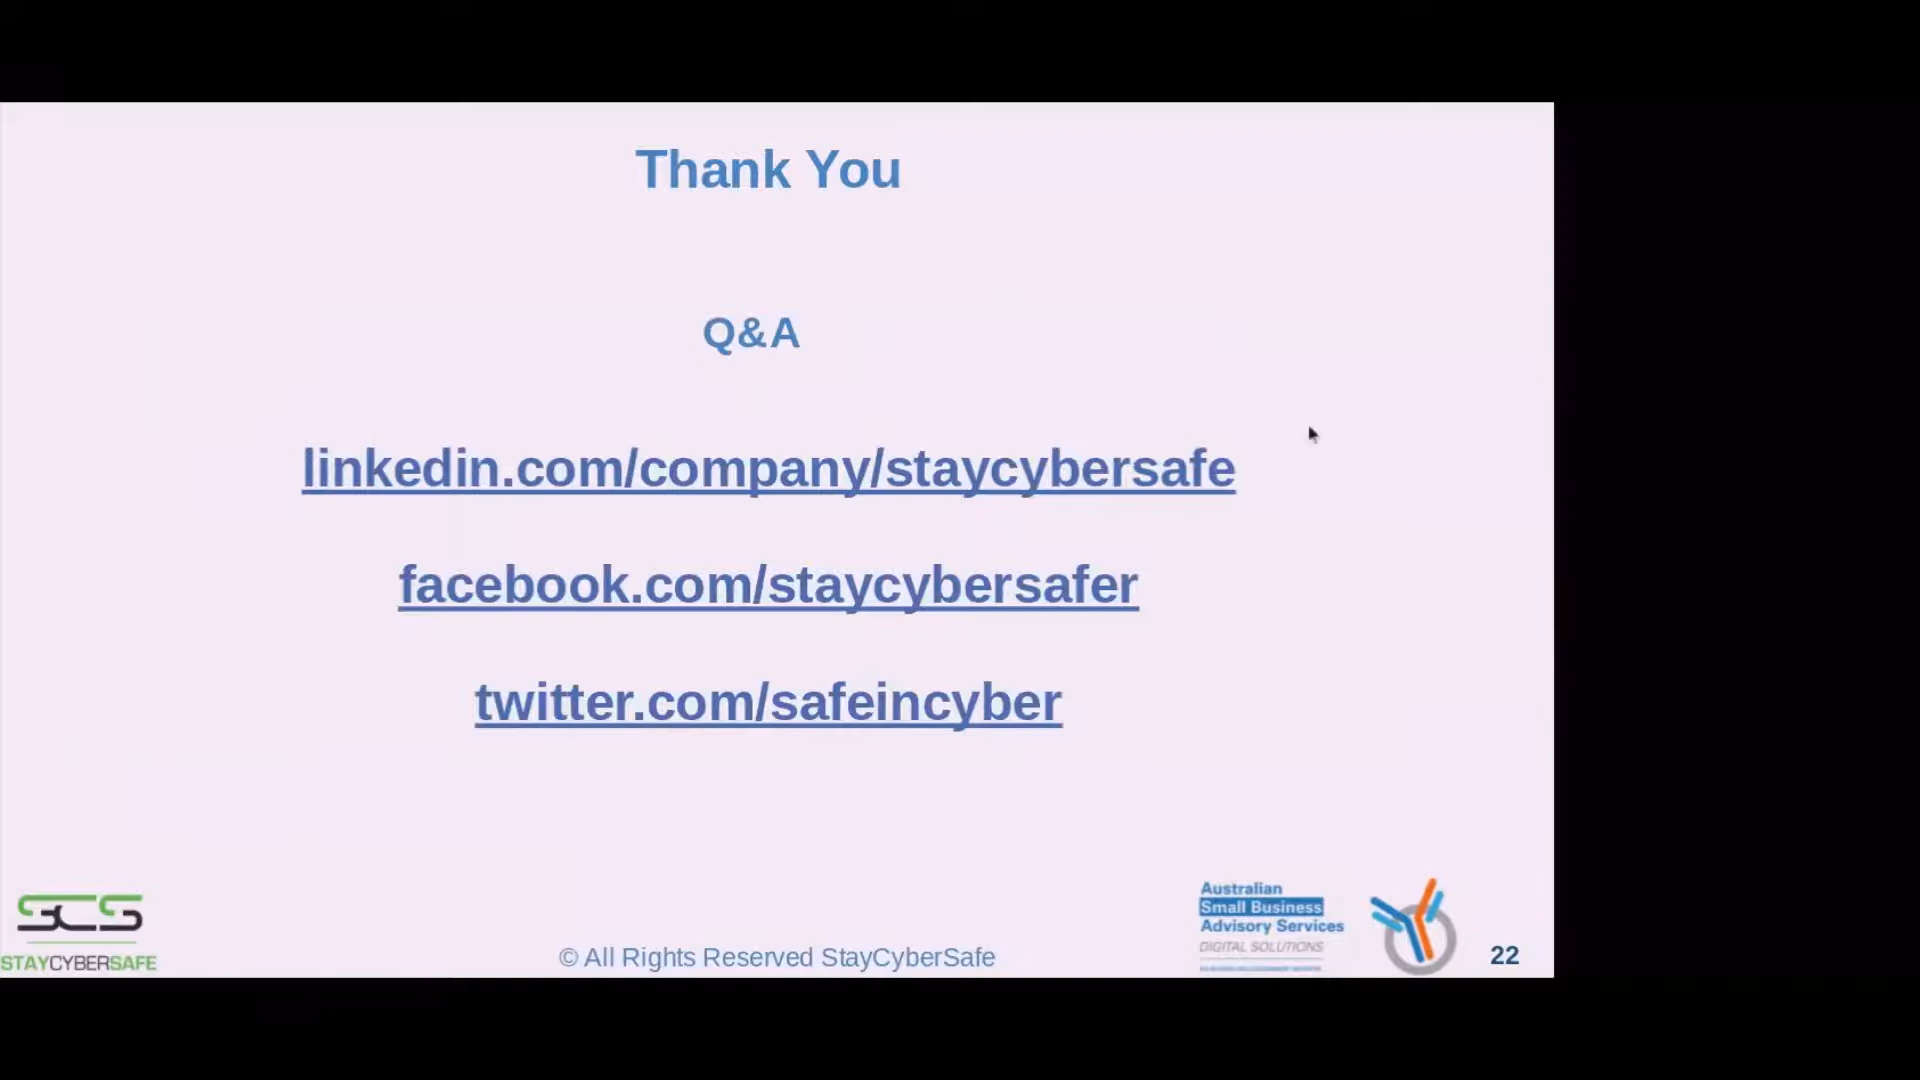 Thank You
Q&A
linkedin.com/company/staycybersafe
facebook.com/staycybersafer
twitter.com/safeincyber
SCS
STAYCYBERSAFE
© All Rights Reserved StayCyberSafe
Australian
Small Business
Advisory Services
DIGITAL SOLUTIONS
22